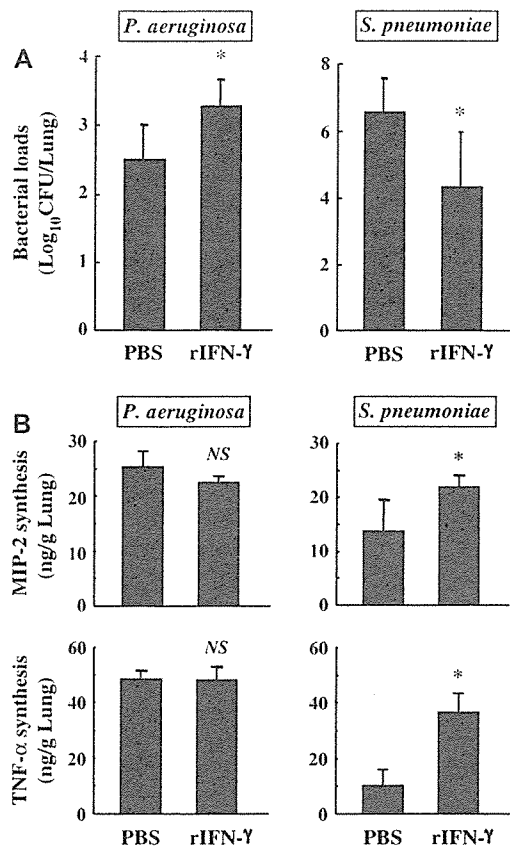 P. aeruginosa
S. pneumoniae
A
Bacterial loads
(Log10CFU/Lung)
4
3
2
1
0
*
PBS
rIFN-γ
8
6
4
2
0
*
PBS
rIFN-γ
B
P. aeruginosa
S. pneumoniae
MIP-2 synthesis
(ng/g Lung)
30
20
10
0
NS
30
20
10
0
*
TNF-α synthesis
(ng/g Lung)
60
40
20
0
NS
PBS
rIFN-γ
60
40
20
0
*
PBS
rIFN-γ